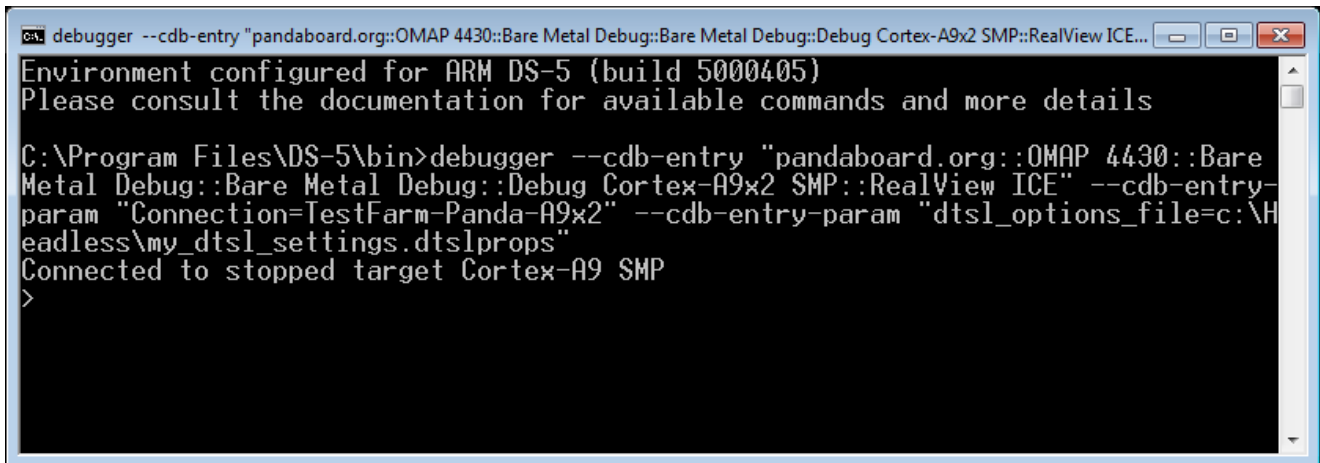 debugger --cdb-entry "pandaboard.org::OMAP 4430::Bare Metal Debug::Bare Metal Debug::Debug Cortex-A9x2 SMP::RealView ICE...
Environment configured for ARM DS-5 (build 5000405)
Please consult the documentation for available commands and more details
C:\Program Files\DS-5\bin>debugger --cdb-entry "pandaboard.org::OMAP 4430::Bare
Metal Debug::Bare Metal Debug::Debug Cortex-A9x2 SMP::RealView ICE" --cdb-entry-
param "Connection=TestFarm-Panda-A9x2" --cdb-entry-param "dtsl_options_file=c:\H
eadless\my_dtsl_settings.dtslprops"
Connected to stopped target Cortex-A9 SMP
>